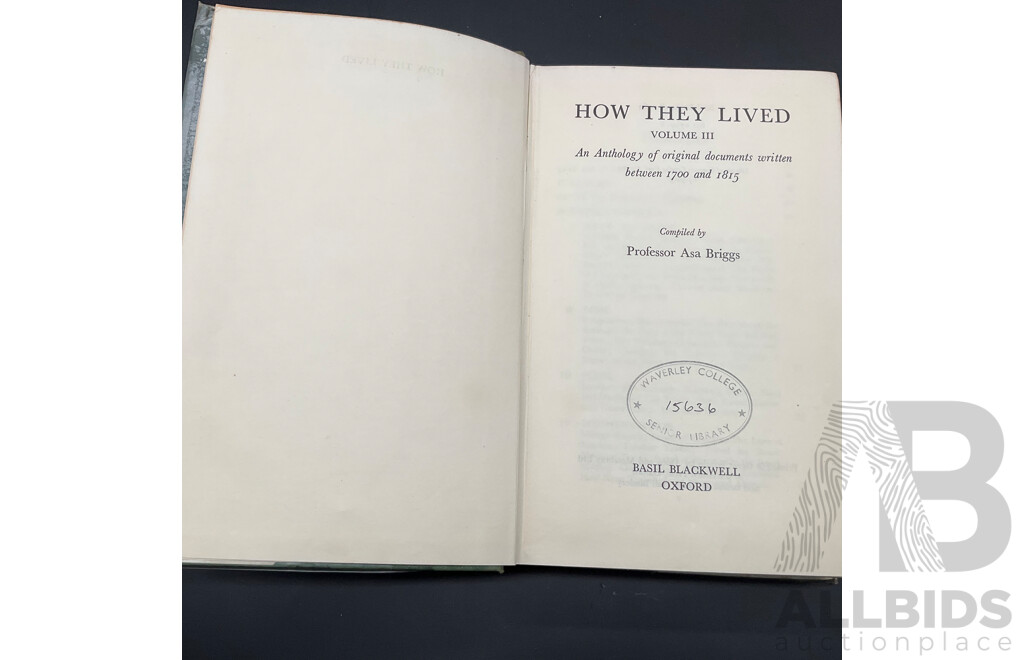 HOW THEY LIVED
VOLUME III
An Anthology of original documents written
between 1700 and 1815
Compiled by
Professor Asa Briggs
WAVERLEY COLLEGE
15636
SENIOR LIBRARY
BASIL BLACKWELL
OXFORD
AB
ALLBIDS
auctionplace